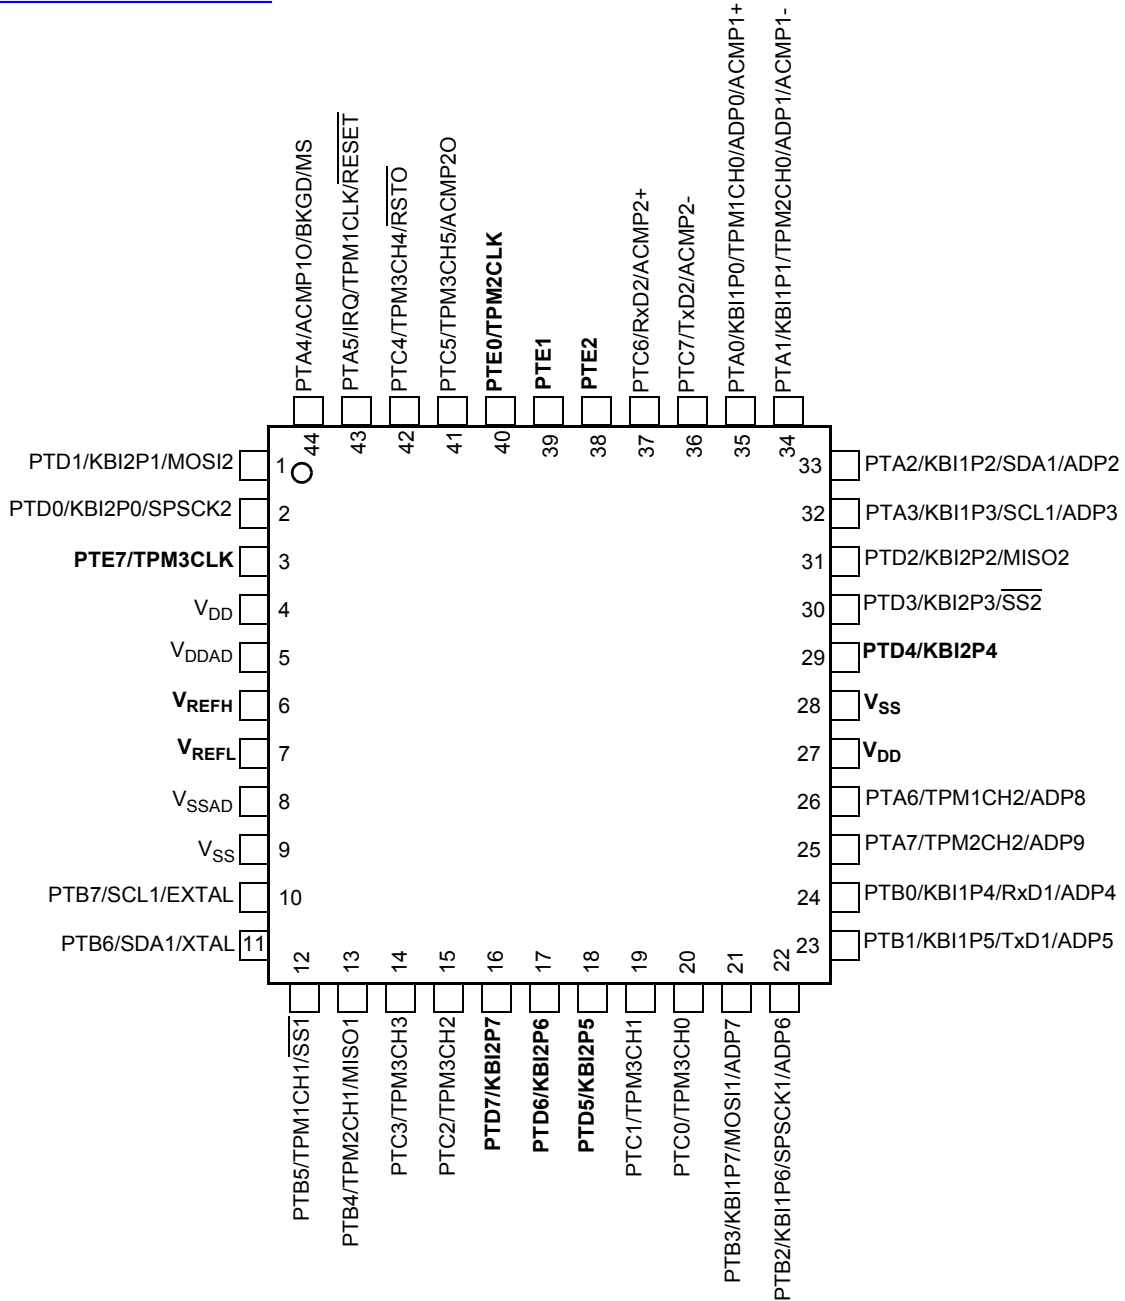 PTA4/ACMP1O/BKGD/MS
PTA5/IRQ/TPM1CLK/RESET
PTC4/TPM3CH4/RSTO
PTC5/TPM3CH5/ACMP2O
PTE0/TPM2CLK
PTE1
PTE2
PTC6/RxD2/ACMP2+
PTC7/TxD2/ACMP2-
PTA0/KBI1P0/TPM1CH0/ADP0/ACMP1+
PTA1/KBI1P1/TPM2CH0/ADP1/ACMP1-
44
43
42
41
40
39
38
37
36
35
34
PTD1/KBI2P1/MOSI2 1
PTD0/KBI2P0/SPSCK2 2
PTE7/TPM3CLK 3
VDD 4
VDDAD 5
VREFH 6
VREFL 7
VSSAD 8
VSS 9
PTB7/SCL1/EXTAL 10
PTB6/SDA1/XTAL 11
33 PTA2/KBI1P2/SDA1/ADP2
32 PTA3/KBI1P3/SCL1/ADP3
31 PTD2/KBI2P2/MISO2
30 PTD3/KBI2P3/SS2
29 PTD4/KBI2P4
28 VSS
27 VDD
26 PTA6/TPM1CH2/ADP8
25 PTA7/TPM2CH2/ADP9
24 PTB0/KBI1P4/RxD1/ADP4
23 PTB1/KBI1P5/TxD1/ADP5
12
13
14
15
16
17
18
19
20
21
22
PTB5/TPM1CH1/SS1
PTB4/TPM2CH1/MISO1
PTC3/TPM3CH3
PTC2/TPM3CH2
PTD7/KBI2P7
PTD6/KBI2P6
PTD5/KBI2P5
PTC1/TPM3CH1
PTC0/TPM3CH0
PTB3/KBI1P7/MOSI1/ADP7
PTB2/KBI1P6/SPSCK1/ADP6